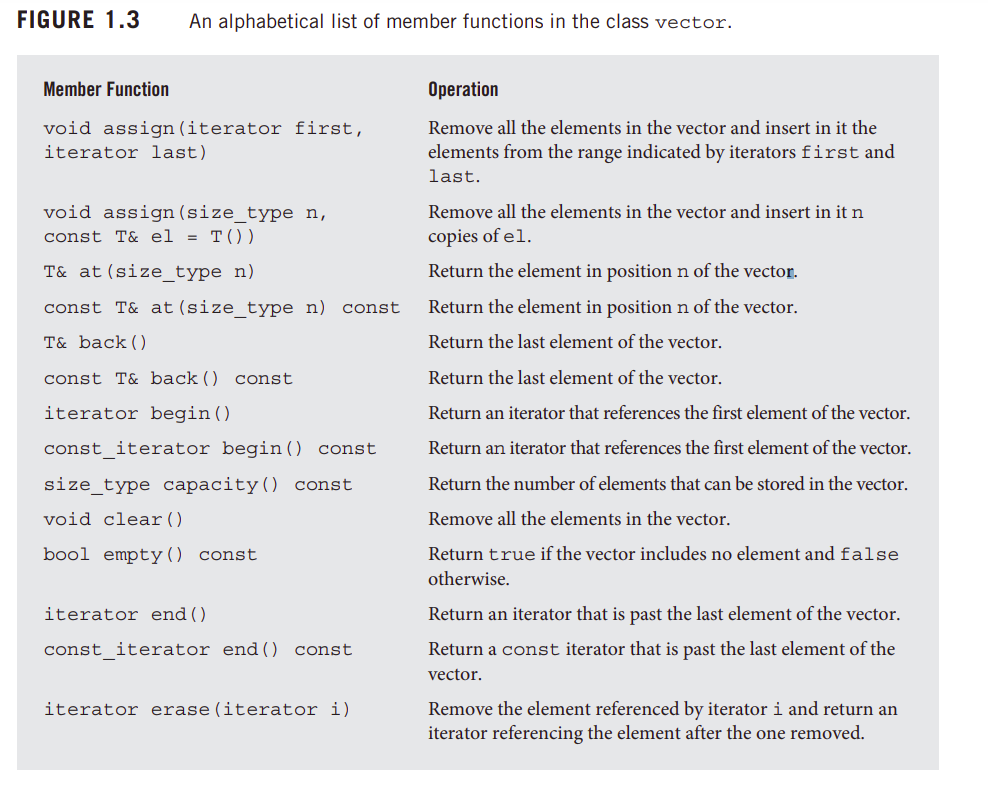 FIGURE 1.3 An alphabetical list of member functions in the class vector.
Member Function Operation
void assign(iterator first, Remove all the elements in the vector and insert in it the
iterator last) elements from the range indicated by iterators first and
last.
void assign(size_type n, Remove all the elements in the vector and insert in it n
const T& el = T()) copies of el.
T& at(size_type n) Return the element in position n of the vector.
const T& at(size_type n) const Return the element in position n of the vector.
T& back() Return the last element of the vector.
const T& back() const Return the last element of the vector.
iterator begin() Return an iterator that references the first element of the vector.
const_iterator begin() const Return an iterator that references the first element of the vector.
size_type capacity() const Return the number of elements that can be stored in the vector.
void clear() Remove all the elements in the vector.
bool empty() const Return true if the vector includes no element and false
otherwise.
iterator end() Return an iterator that is past the last element of the vector.
const_iterator end() const Return a const iterator that is past the last element of the
vector.
iterator erase(iterator i) Remove the element referenced by iterator i and return an
iterator referencing the element after the one removed.